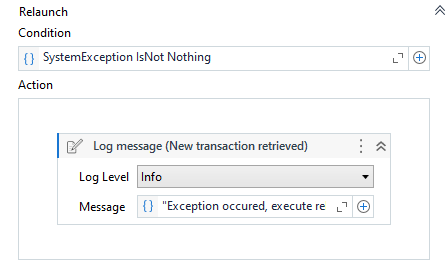 Relaunch
Condition
{} SystemException IsNot Nothing
Action
Log message (New transaction retrieved)
Log Level Info
Message {} "Exception occured, execute re